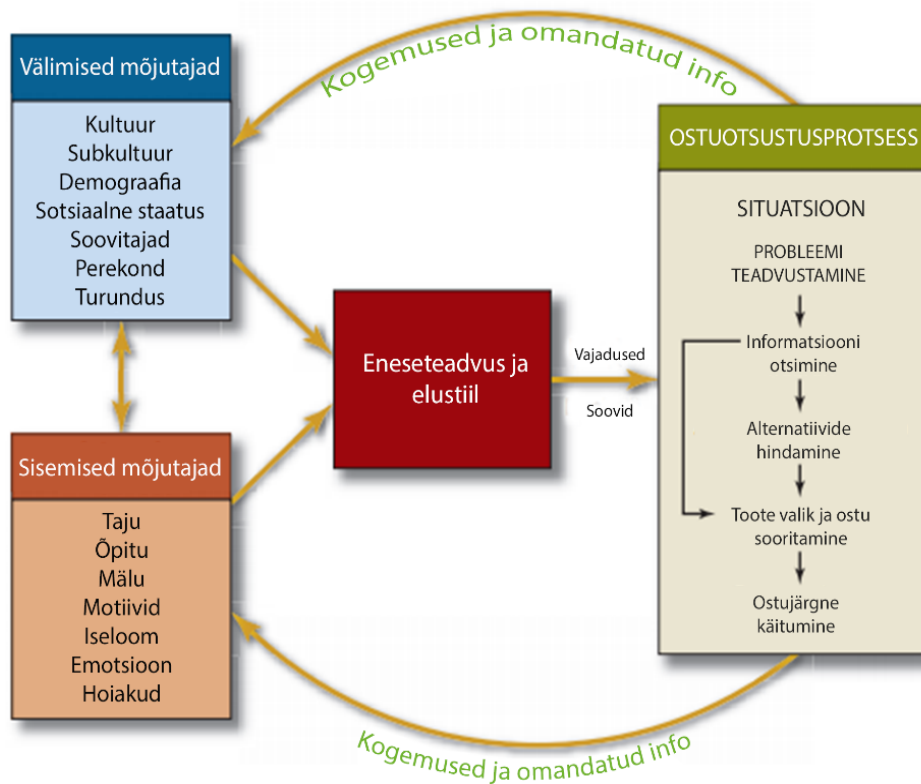 Kogemused ja omandatud info
Välimised mõjutajad
Kultuur
Subkultuur
Demograafia
Sotsiaalne staatus
Soovitajad
Perekond
Turundus
Sisemised mõjutajad
Taju
Õpitu
Mälu
Motiivid
Iseloom
Emotsioon
Hoiakud
Eneseteadvus ja
elustiil
Vajadused
Soovid
OSTUOTSUSTUSPROTSESS
SITUATSIOON
PROBLEEMI
TEADVUSTAMINE
Informatsiooni
otsimine
Alternatiivide
hindamine
Toote valik ja ostu
sooritamine
Ostujärgne
käitumine
Kogemused ja omandatud info